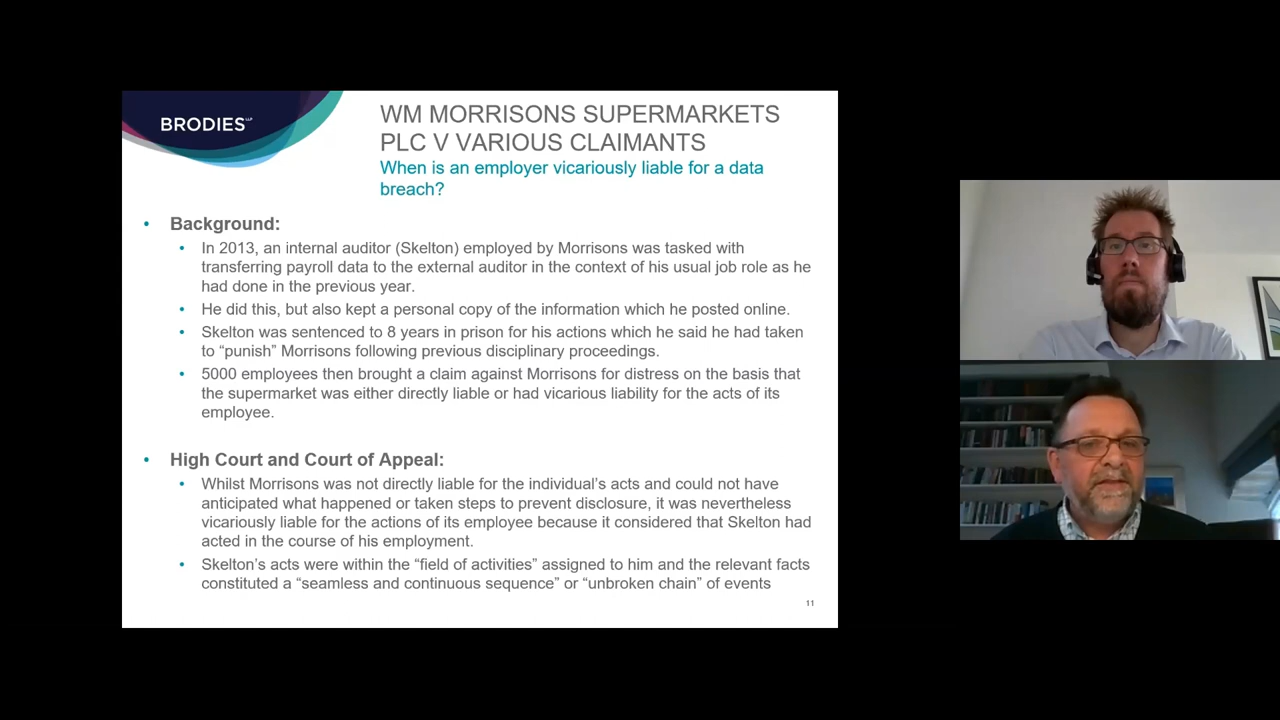 BRODIES LLP
WM MORRISONS SUPERMARKETS
PLC V VARIOUS CLAIMANTS
When is an employer vicariously liable for a data
breach?
• Background:
• In 2013, an internal auditor (Skelton) employed by Morrisons was tasked with
transferring payroll data to the external auditor in the context of his usual job role as he
had done in the previous year.
• He did this, but also kept a personal copy of the information which he posted online.
• Skelton was sentenced to 8 years in prison for his actions which he said he had taken
to “punish” Morrisons following previous disciplinary proceedings.
• 5000 employees then brought a claim against Morrisons for distress on the basis that
the supermarket was either directly liable or had vicarious liability for the acts of its
employee.
• High Court and Court of Appeal:
• Whilst Morrisons was not directly liable for the individual’s acts and could not have
anticipated what happened or taken steps to prevent disclosure, it was nevertheless
vicariously liable for the actions of its employee because it considered that Skelton had
acted in the course of his employment.
• Skelton’s acts were within the “field of activities” assigned to him and the relevant facts
constituted a “seamless and continuous sequence” or “unbroken chain” of events
11